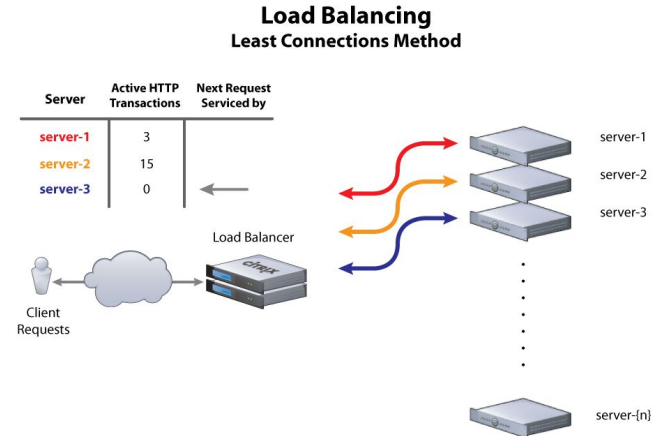 Load Balancing
Least Connections Method
Server
Active HTTP
Transactions
Next Request
Serviced by
server-1
3
server-2
15
server-3
0
Load Balancer
citrix
Client
Requests
server-1
server-2
server-3
server-{n}